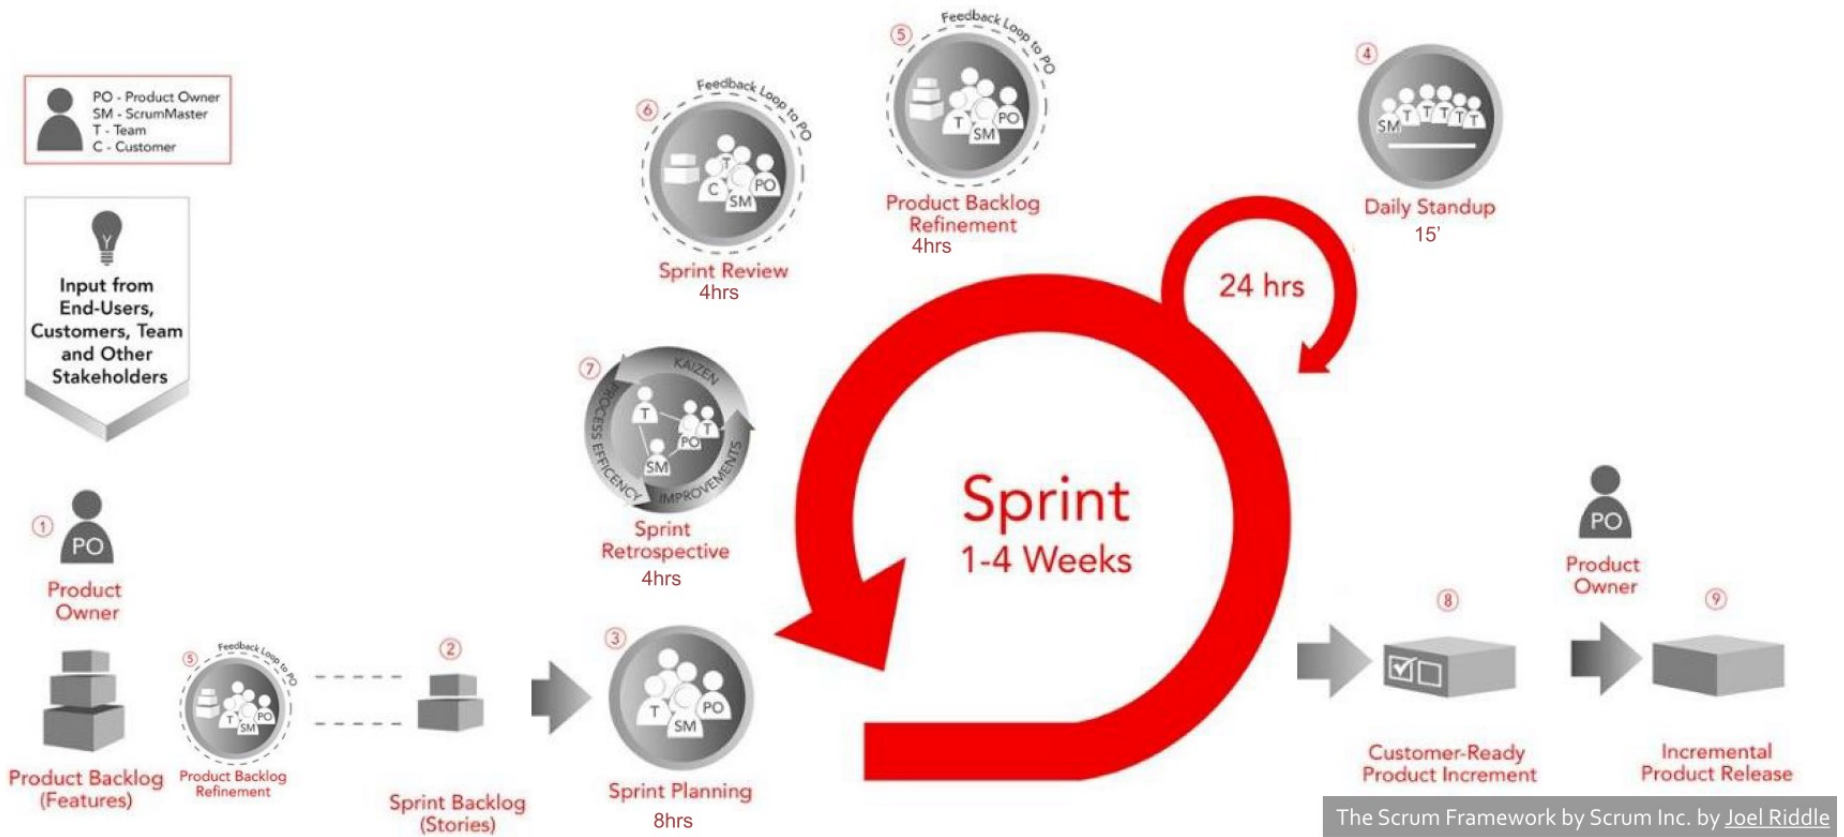 PO - Product Owner
SM - ScrumMaster
T - Team
C - Customer
Input from
End-Users,
Customers, Team
and Other
Stakeholders
1
PO
Product
Owner
Product Backlog
(Features)
5
Feedback Loop to PO
T
SM
PO
Product Backlog
Refinement
2
Sprint Backlog
(Stories)
3
T
SM
PO
Sprint Planning
8hrs
4
SM
T
T
T
T
T
Daily Standup
15’
24 hrs
5
Feedback Loop to PO
T
SM
PO
Product Backlog
Refinement
4hrs
6
Feedback Loop to PO
T
C
SM
PO
Sprint Review
4hrs
7
KAIZEN
PROCESS EFFICENCY
IMPROVEMENTS
T
PO
T
SM
Sprint
Retrospective
4hrs
Sprint
1-4 Weeks
8
Customer-Ready
Product Increment
PO
Product
Owner
9
Incremental
Product Release
The Scrum Framework by Scrum Inc. by Joel Riddle